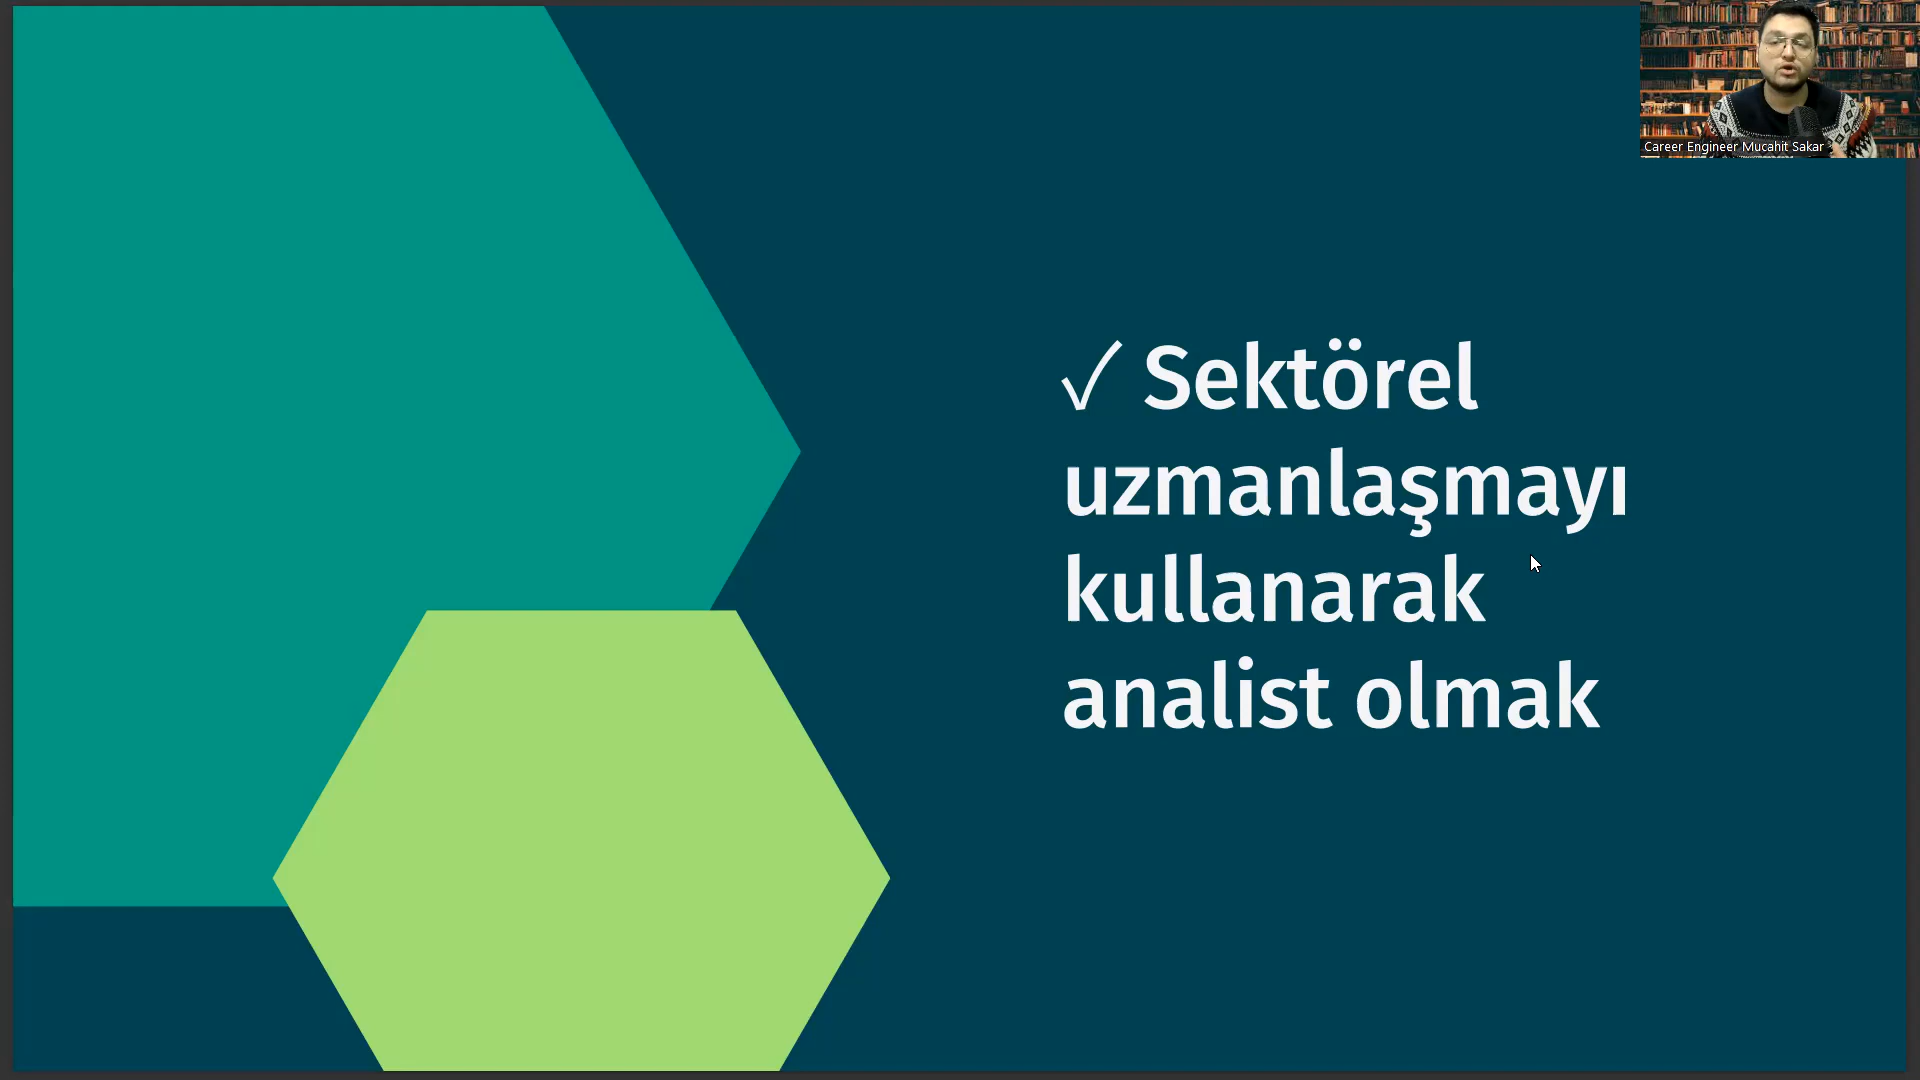 Career Engineer Mucahit Sakar
✓ Sektörel
uzmanlaşmayı
kullanarak
analist olmak